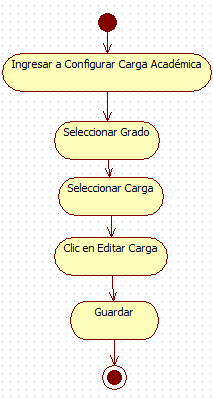 Ingresar a Configurar Carga Académica
Seleccionar Grado
Seleccionar Carga
Clic en Editar Carga
Guardar